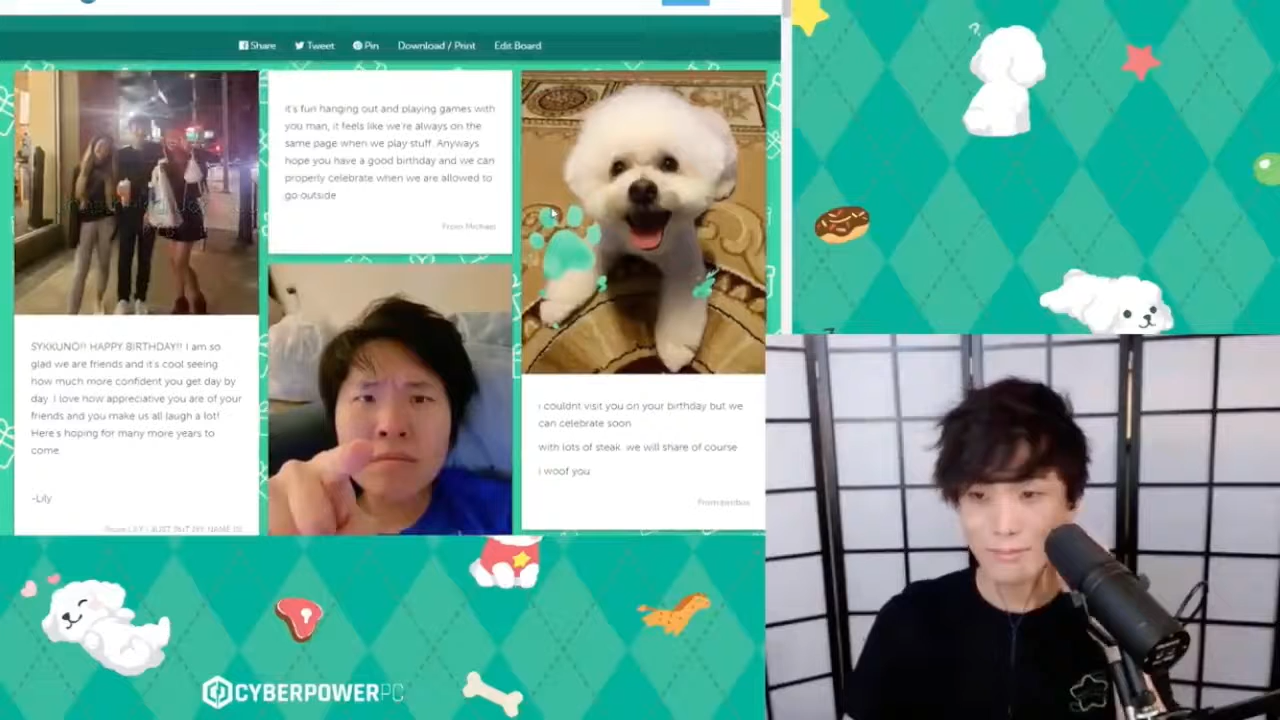 Share
Tweet
Pin
Download / Print
Edit Board
it's fun hanging out and playing games with
you man, it feels like we're always on the
same page when we play stuff. Anyways
hope you have a good birthday and we can
properly celebrate when we are allowed to
go outside
From Michael
SYKKUNO!! HAPPY BIRTHDAY!! I am so
glad we are friends and it's cool seeing
how much more confident you get day by
day. I love how appreciative you are of your
friends and you make us all laugh a lot!
Here's hoping for many more years to
come
-Lily
i couldnt visit you on your birthday but we
can celebrate soon
with lots of steak we will share of course
i woof you
From
?
CYBERPOWERPC